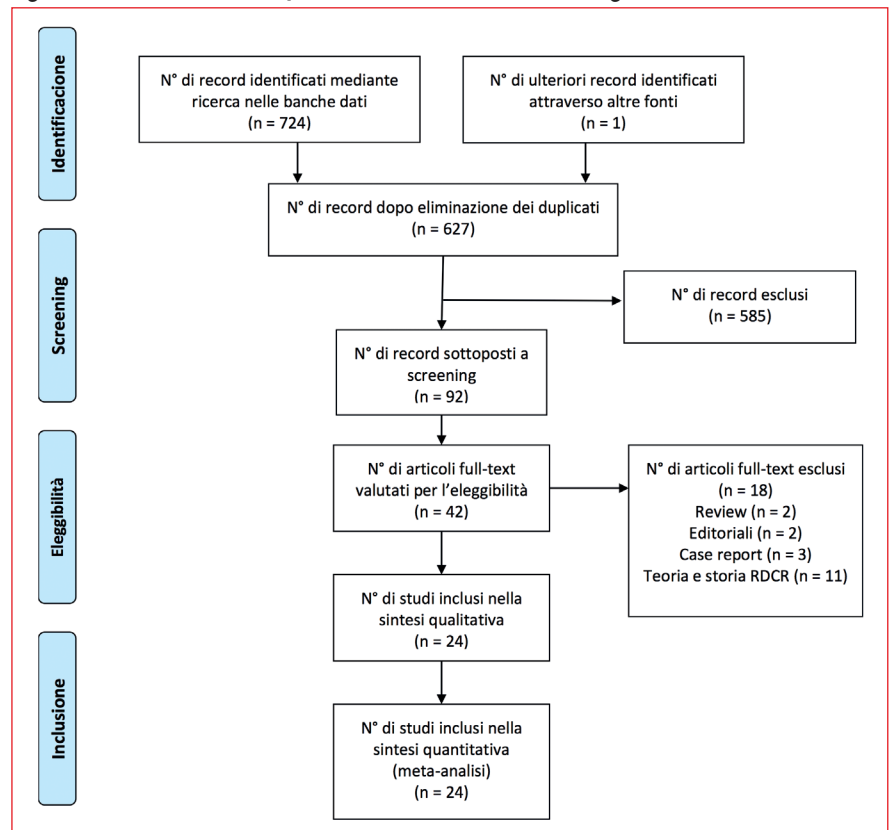 Identificazione
N° di record identificati mediante
ricerca nelle banche dati
(n = 724)
N° di ulteriori record identificati
attraverso altre fonti
(n = 1)
N° di record dopo eliminazione dei duplicati
(n = 627)
Screening
N° di record esclusi
(n = 585)
N° di record sottoposti a
screening
(n = 92)
Eleggibilità
N° di articoli full-text
valutati per l'eleggibilità
(n = 42)
N° di articoli full-text esclusi
(n = 18)
Review (n = 2)
Editoriali (n = 2)
Case report (n = 3)
Teoria e storia RDCR (n = 11)
N° di studi inclusi nella
sintesi qualitativa
(n = 24)
Inclusione
N° di studi inclusi nella
sintesi quantitativa
(meta-analisi)
(n = 24)